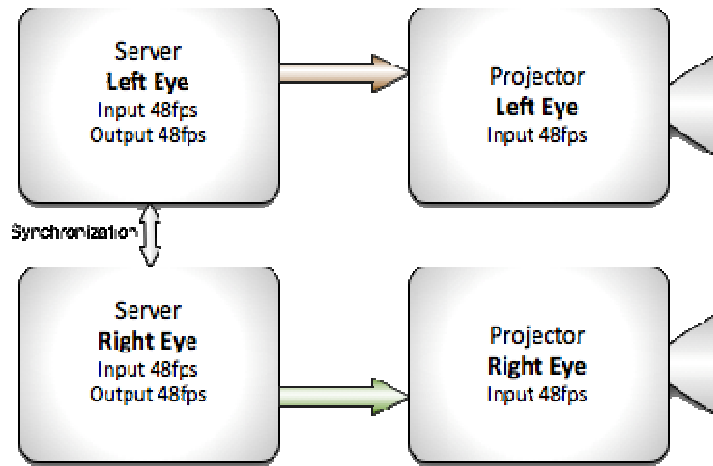 Server
Left Eye
Input 48fps
Output 48fps
Projector
Left Eye
Input 48fps
Synchronization
Server
Right Eye
Input 48fps
Output 48fps
Projector
Right Eye
Input 48fps